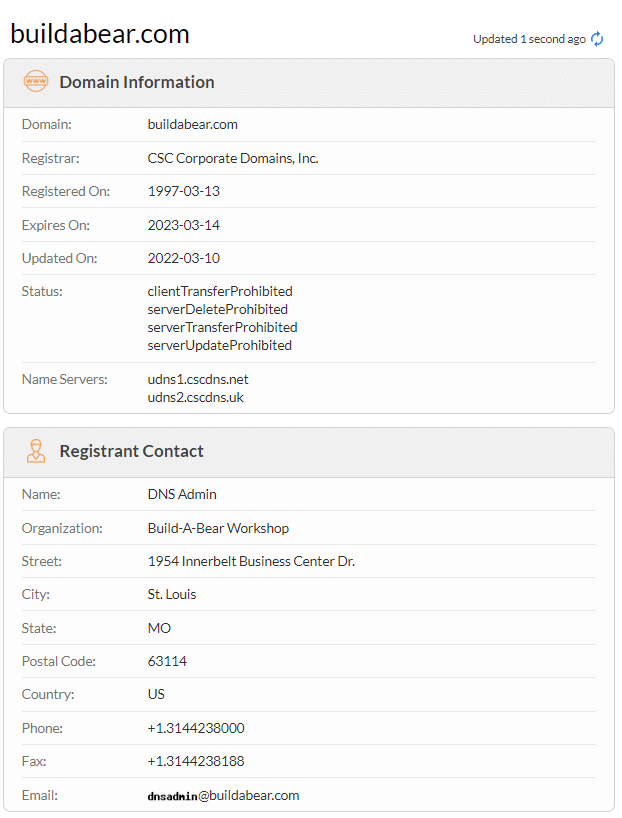 buildabear.com
Updated 1 second ago
www
Domain Information
Domain: buildabear.com
Registrar: CSC Corporate Domains, Inc.
Registered On: 1997-03-13
Expires On: 2023-03-14
Updated On: 2022-03-10
Status: clientTransferProhibited
serverDeleteProhibited
serverTransferProhibited
serverUpdateProhibited
Name Servers: udns1.cscdns.net
udns2.cscdns.uk
Registrant Contact
Name: DNS Admin
Organization: Build-A-Bear Workshop
Street: 1954 Innerbelt Business Center Dr.
City: St. Louis
State: MO
Postal Code: 63114
Country: US
Phone: +1.3144238000
Fax: +1.3144238188
Email: dnsadmin@buildabear.com